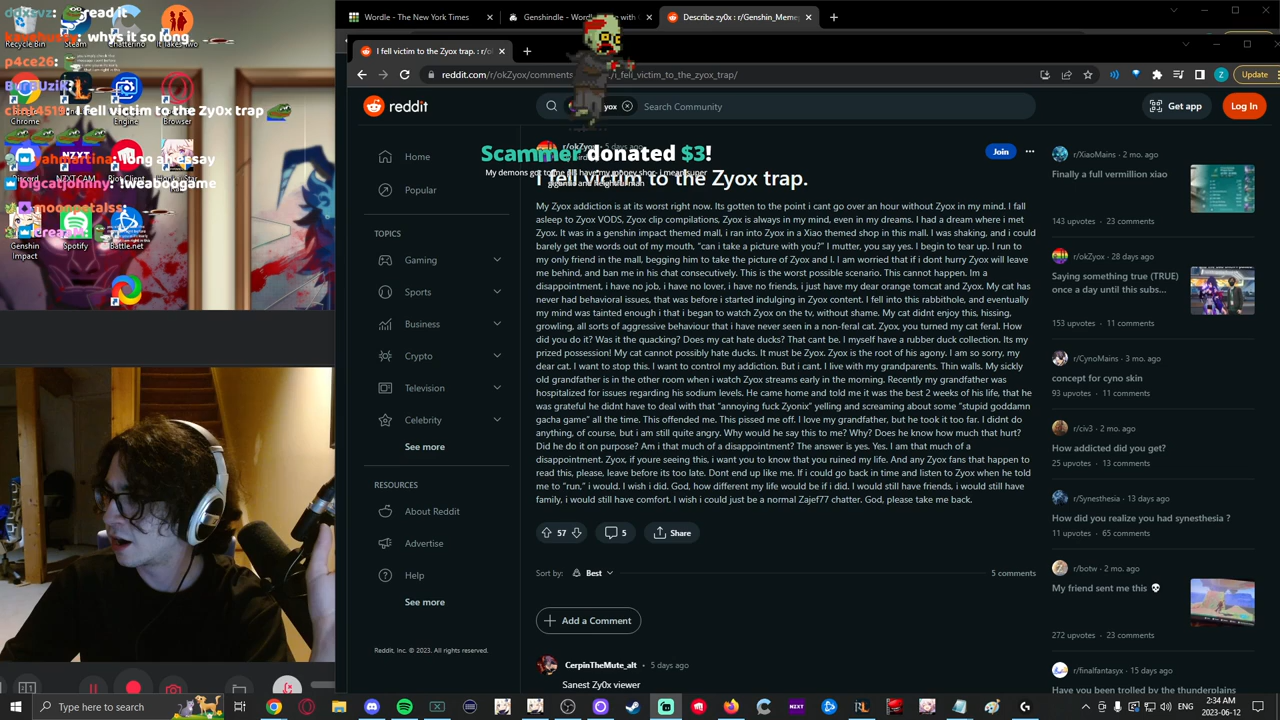 Wordle - The New York Times
Genshindle - Wordle
Describe zy0x : r/Genshin_Meme
I fell victim to the Zyox trap. : r/o
reddit.com/r/okZyox/comments
i_fell_victim_to_the_zyox_trap/
Update
reddit
yox
Search Community
Get app
Log In
Recycle Bin
Steam
Chatterino
It Takes Two
Chrome
Engine
Browser
Riot Client
NZXT CAM
Genshin Impact
Spotify
Battle.net
: read it
: whys it so long
p4ce26:
: I fell victim to the Zy0x trap
yahmartina: long ahessay
bigcatjohnny: !weaboogame
r/okZyox • 5 days ago
Scammer donated $3!
I fell victim to the Zyox trap.
Join
My Zyox addiction is at its worst right now. Its gotten to the point i cant go over an hour without Zyox in my mind. I fall
asleep to Zyox VODS, Zyox clip compilations, Zyox is always in my mind, even in my dreams. I had a dream where i met
Zyox. It was in a genshin impact themed mall, i ran into Zyox in a Xiao themed shop in this mall. I was shaking, and i could
barely get the words out of my mouth, "can i take a picture with you?" I mutter, you say yes. I begin to tear up. I run to
my only friend in the mall, begging him to take the picture of Zyox and I. I am worried that if i dont hurry Zyox will leave
me behind, and ban me in his chat consecutively. This is the worst possible scenario. This cannot happen. Im a
disappointment, i have no job, i have no lover, i have no friends, i just have my dear orange tomcat and Zyox. My cat has
never had behavioral issues, that was before i started indulging in Zyox content. I fell into this rabbithole, and eventually
my mind was tainted enough i that i began to watch Zyox on the tv, without shame. My cat didnt enjoy this, hissing,
growling, all sorts of aggressive behaviour that i have never seen in a non-feral cat. Zyox, you turned my cat feral. How
did you do it? Was it the quacking? Does my cat hate ducks? That cant be. I myself have a rubber duck collection. Its my
prized possession! My cat cannot possibly hate ducks. It must be Zyox. Zyox is the root of his agony. I am so sorry, my
dear cat. I want to stop this. I want to control my addiction. But i cant. I live with my grandparents. Thin walls. My sickly
old grandfather is in the other room when i watch Zyox streams early in the morning. Recently my grandfather was
hospitalized for issues regarding his sodium levels. He came home and told me it was the best 2 weeks of his life, that he
was grateful he didnt have to deal with that "annoying fuck Zyonix" yelling and screaming about some "stupid goddamn
gacha game" all the time. This offended me. This pissed me off. I love my grandfather, but he took it too far. I didnt do
anything, of course, but i am still quite angry. Why would he say this to me? Why? Does he know how much that hurt?
Did he do it on purpose? Am i that much of a disappointment? The answer is yes. Yes. I am that much of a
disappointment. Zyox, if youre seeing this, i want you to know that you ruined my life. And any Zyox fans that happen to
read this, please, leave before its too late. Dont end up like me. If i could go back in time and listen to Zyox when he told
me to "run," i would. I wish i did. God, how different my life would be if i did. I would still have friends, i would still have
family, i would still have comfort. I wish i could just be a normal Zajef77 chatter. God, please take me back.
57
5
Share
Sort by:
Best
5 comments
Add a Comment
CerpinTheMute_alt • 5 days ago
Sanest Zy0x viewer
Home
Popular
TOPICS
Gaming
Sports
Business
Crypto
Television
Celebrity
See more
RESOURCES
About Reddit
Advertise
Help
See more
Reddit, Inc. © 2023. All rights reserved.
r/XiaoMains • 2 mo. ago
Finally a full vermillion xiao
143 upvotes • 23 comments
r/okZyox • 28 days ago
Saying something true (TRUE)
once a day until this subs...
153 upvotes • 11 comments
r/CynoMains • 3 mo. ago
concept for cyno skin
93 upvotes • 11 comments
r/civ3 • 2 mo. ago
How addicted did you get?
25 upvotes • 13 comments
r/Synesthesia • 13 days ago
How did you realize you had synesthesia ?
11 upvotes • 65 comments
r/botw • 2 mo. ago
My friend sent me this 💀
272 upvotes • 23 comments
r/finalfantasyx • 15 days ago
Have you been trolled by the thunderplains
Type here to search
ENG
2:34 AM
2023-06-12